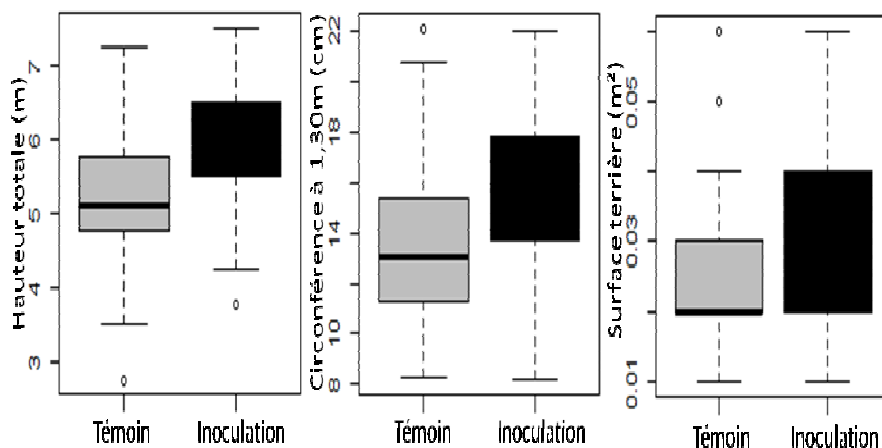 Hauteur totale (m)
7
6
5
4
3
Témoin
Inoculation
Circonférence à 1,30m (cm)
22
18
14
10
8
Témoin
Inoculation
Surface terrière (m²)
0.05
0.03
0.01
Témoin
Inoculation